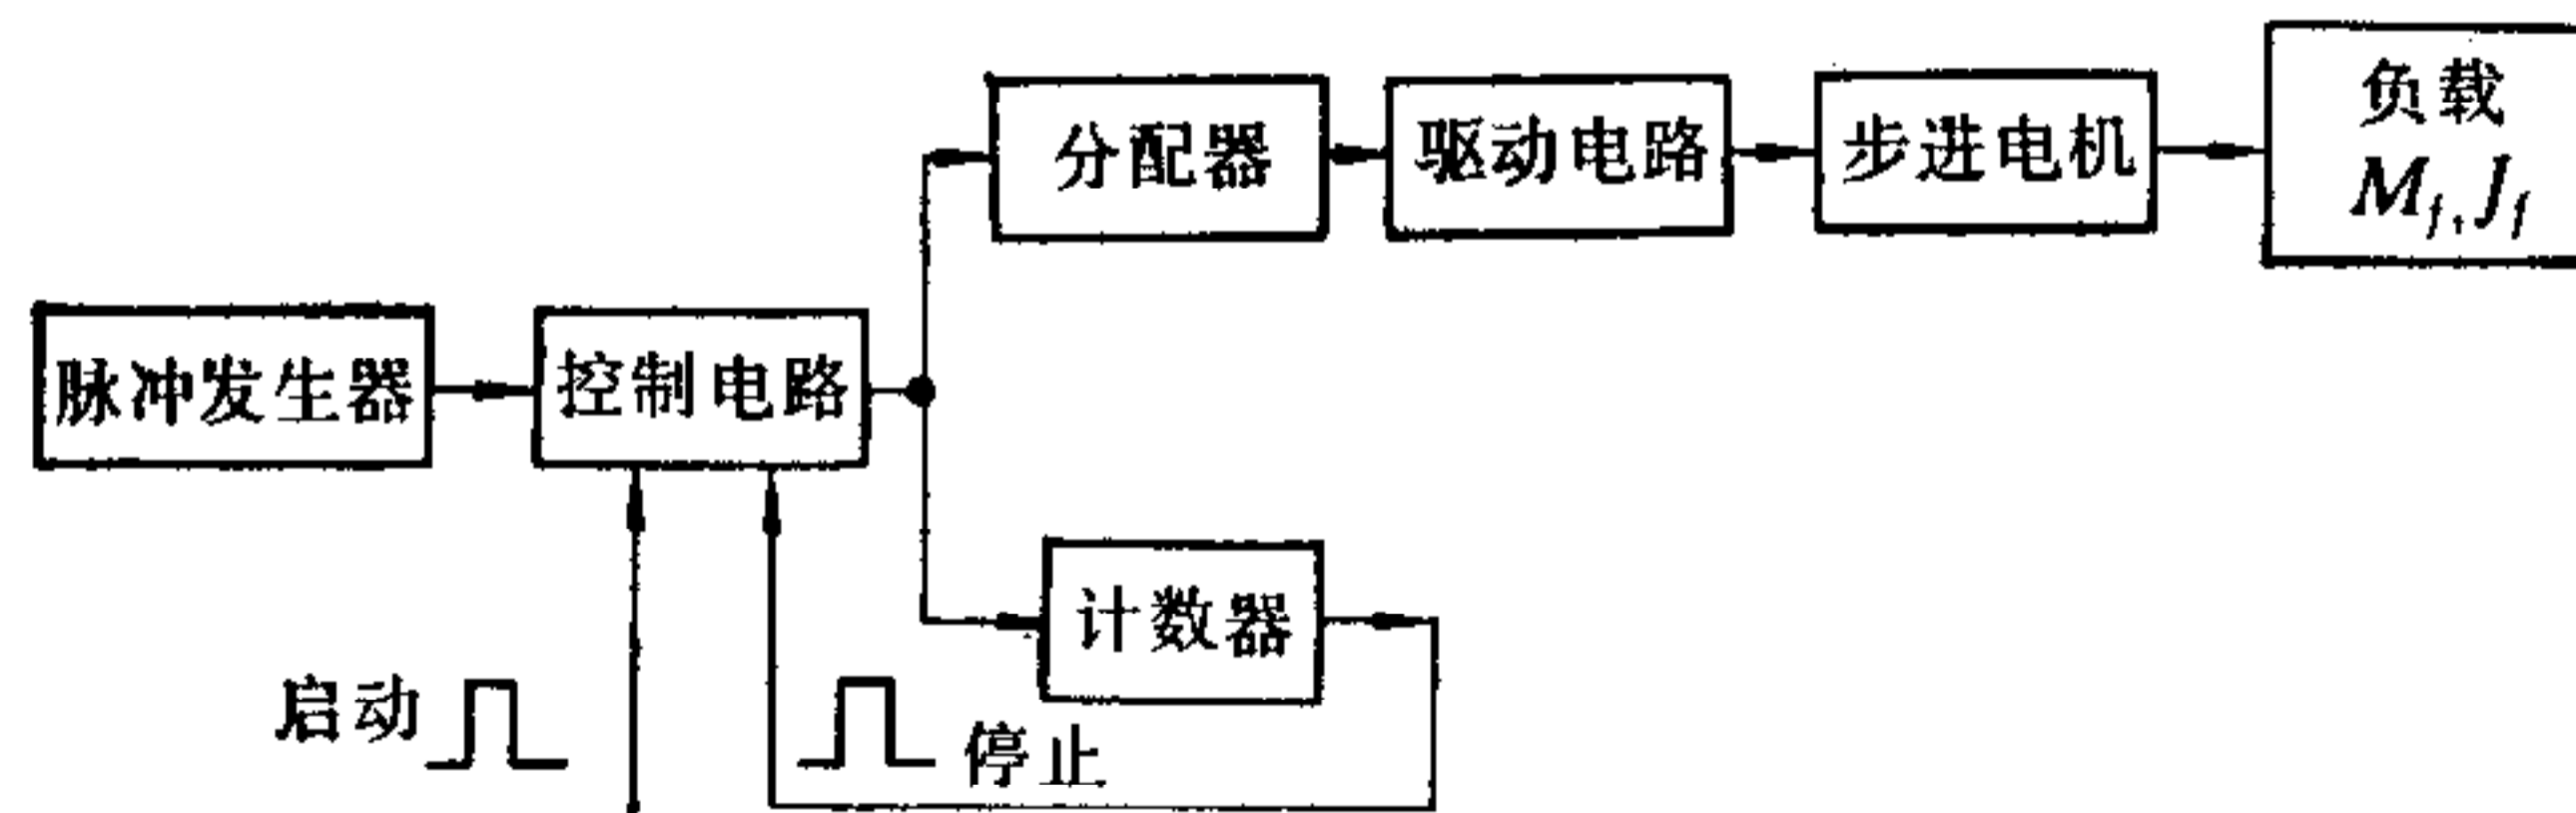 分配器
驱动电路
步进电机
负载
M_f, J_f
脉冲发生器
控制电路
计数器
启动
停止